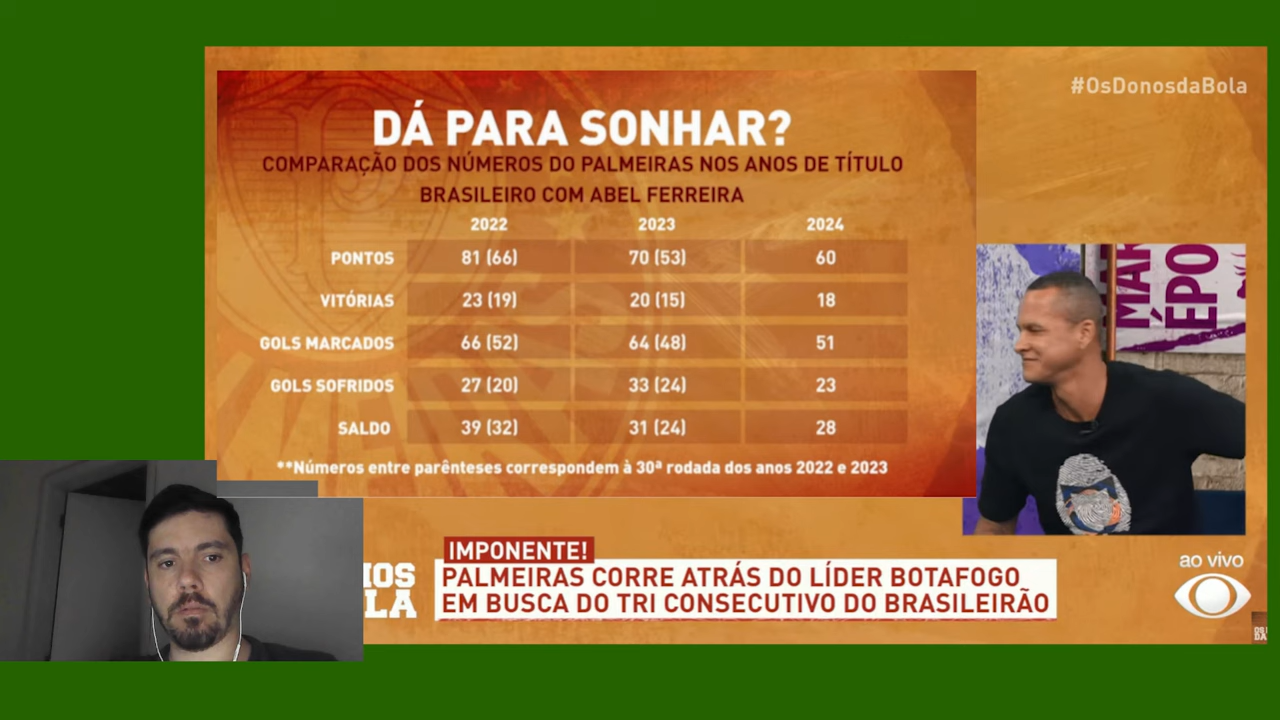 #OsDonosdaBola
DÁ PARA SONHAR?
COMPARAÇÃO DOS NÚMEROS DO PALMEIRAS NOS ANOS DE TÍTULO
BRASILEIRO COM ABEL FERREIRA
2022 2023 2024
PONTOS 81 (66) 70 (53) 60
VITÓRIAS 23 (19) 20 (15) 18
GOLS MARCADOS 66 (52) 64 (48) 51
GOLS SOFRIDOS 27 (20) 33 (24) 23
SALDO 39 (32) 31 (24) 28
**Números entre parênteses correspondem à 30ª rodada dos anos 2022 e 2023
MAR
ÉPO
IMPONENTE!
PALMEIRAS CORRE ATRÁS DO LÍDER BOTAFOGO
EM BUSCA DO TRI CONSECUTIVO DO BRASILEIRÃO
NOS
LA
ao vivo